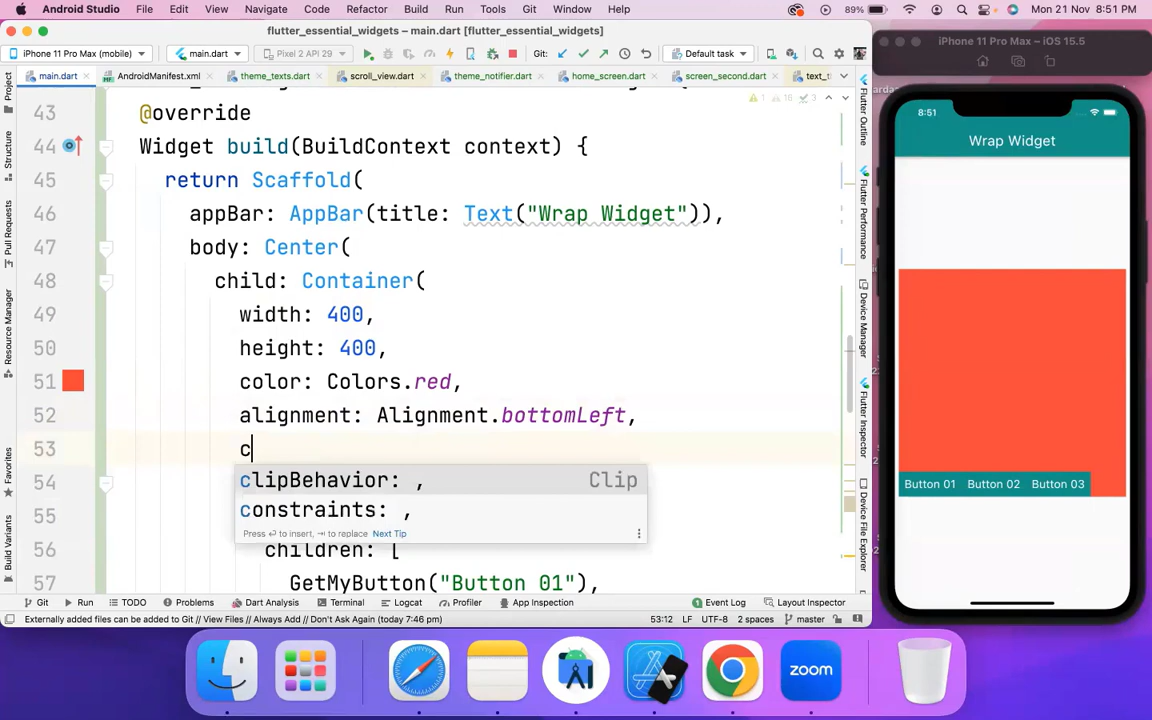 Android Studio File Edit View Navigate Code Refactor Build Run Tools Git Window Help 89% Mon 21 Nov 8:51 PM
flutter_essential_widgets – main.dart [flutter_essential_widgets]
iPhone 11 Pro Max (mobile) main.dart Pixel 2 API 29 Git: Default task
main.dart AndroidManifest.xml theme_texts.dart scroll_view.dart theme_notifier.dart home_screen.dart screen_second.dart text_t
1 16 3
43 @override
44 Widget build(BuildContext context) {
45 return Scaffold(
46 appBar: AppBar(title: Text("Wrap Widget")),
47 body: Center(
48 child: Container(
49 width: 400,
50 height: 400,
51 color: Colors.red,
52 alignment: Alignment.bottomLeft,
53 c
clipBehavior: , Clip
constraints: ,
Press ⏎ to insert, ⇥ to replace Next Tip
54
55
56 children: [
57 GetMyButton("Button 01"),
Project
Structure
Pull Requests
Resource Manager
Favorites
Build Variants
Flutter Outline
Flutter Performance
Device Manager
Flutter Inspector
Device File Explorer
Git Run TODO Problems Dart Analysis Terminal Logcat Profiler App Inspection 1 Event Log Layout Inspector
Externally added files can be added to Git // View Files // Always Add // Don't Ask Again (today 7:46 pm) 53:12 LF UTF-8 2 spaces master
iPhone 11 Pro Max – iOS 15.5
8:51
Wrap Widget
Button 01 Button 02 Button 03
zoom